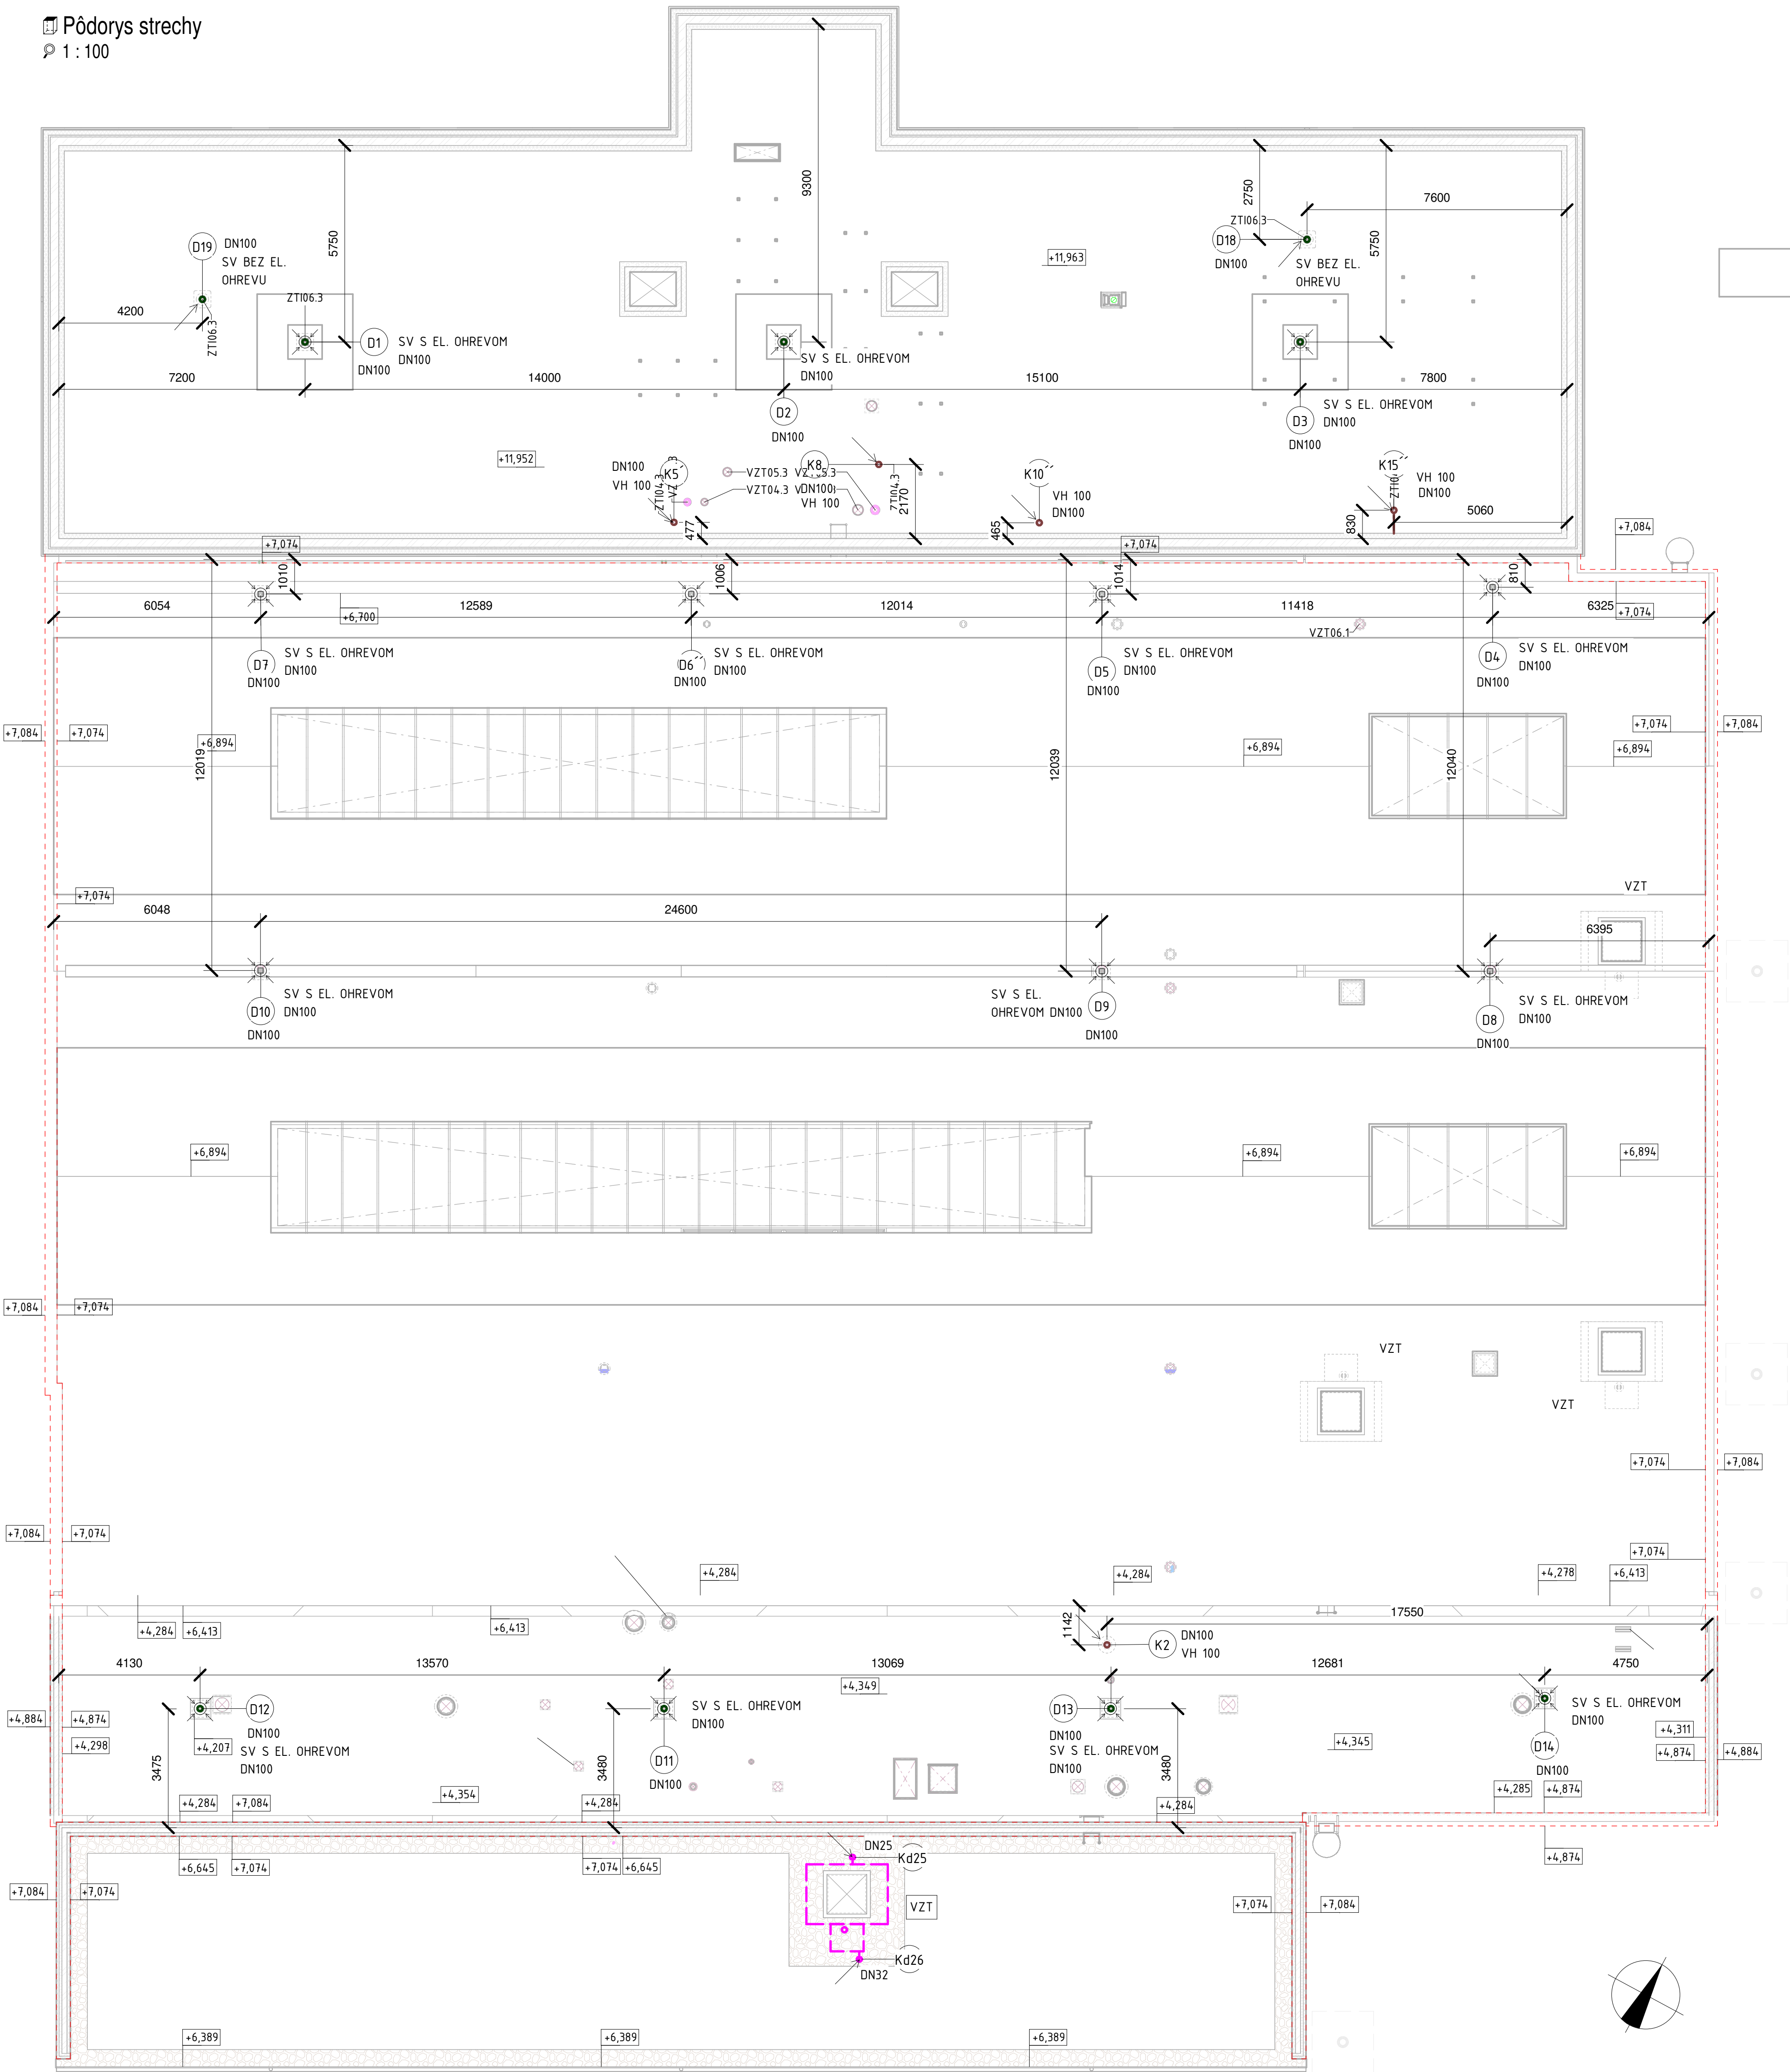 Pôdorys strechy
1 : 100
D19
DN100
SV BEZ EL.
OHREVU
ZTI06.3
ZTI06.3
4200
5750
D1
SV S EL. OHREVOM
DN100
DN100
9300
SV S EL. OHREVOM
DN100
D2
DN100
+11,963
2750
ZTI06.3
D18
DN100
SV BEZ EL.
OHREVU
7600
5750
7200
14000
15100
7800
D3
SV S EL. OHREVOM
DN100
DN100
+11,952
DN100
K5´
VH 100
ZTI04.3
477
VZT05.3
VZT04.3
K8
DN100
VH 100
2170
K10´´
VH 100
DN100
465
K15´´
VH 100
DN100
830
5060
+7,084
+7,074
+7,074
1010
1006
1014
810
6054
12589
12014
11418
6325
+6,700
+7,074
VZT06.1
D7
SV S EL. OHREVOM
DN100
DN100
D6´´
SV S EL. OHREVOM
DN100
DN100
D5
SV S EL. OHREVOM
DN100
DN100
D4
SV S EL. OHREVOM
DN100
DN100
+7,084
+7,074
+6,894
12019
12039
+6,894
12040
+7,074
+7,084
+6,894
+7,074
VZT
6048
24600
6395
D10
SV S EL. OHREVOM
DN100
DN100
SV S EL.
OHREVOM DN100
D9
DN100
D8
SV S EL. OHREVOM
DN100
DN100
+6,894
+6,894
+6,894
+7,084
+7,074
VZT
VZT
+7,074
+7,084
+7,084
+7,074
+7,074
+4,284
+4,284
+4,278
+6,413
+4,284
+6,413
+6,413
1142
17550
K2
DN100
VH 100
4130
13570
13069
12681
4750
+4,349
+4,884
+4,874
+4,298
D12
DN100
+4,207
SV S EL. OHREVOM
DN100
3475
3480
SV S EL. OHREVOM
DN100
D11
DN100
D13
DN100
SV S EL. OHREVOM
DN100
3480
SV S EL. OHREVOM
DN100
D14
DN100
+4,345
+4,311
+4,874
+4,884
+4,354
+4,284
+7,084
+4,284
+4,284
+4,285
+4,874
+6,645
+7,074
+7,074
+6,645
+4,874
DN25
Kd25
VZT
Kd26
DN32
+7,084
+7,074
+7,074
+7,084
+6,389
+6,389
+6,389